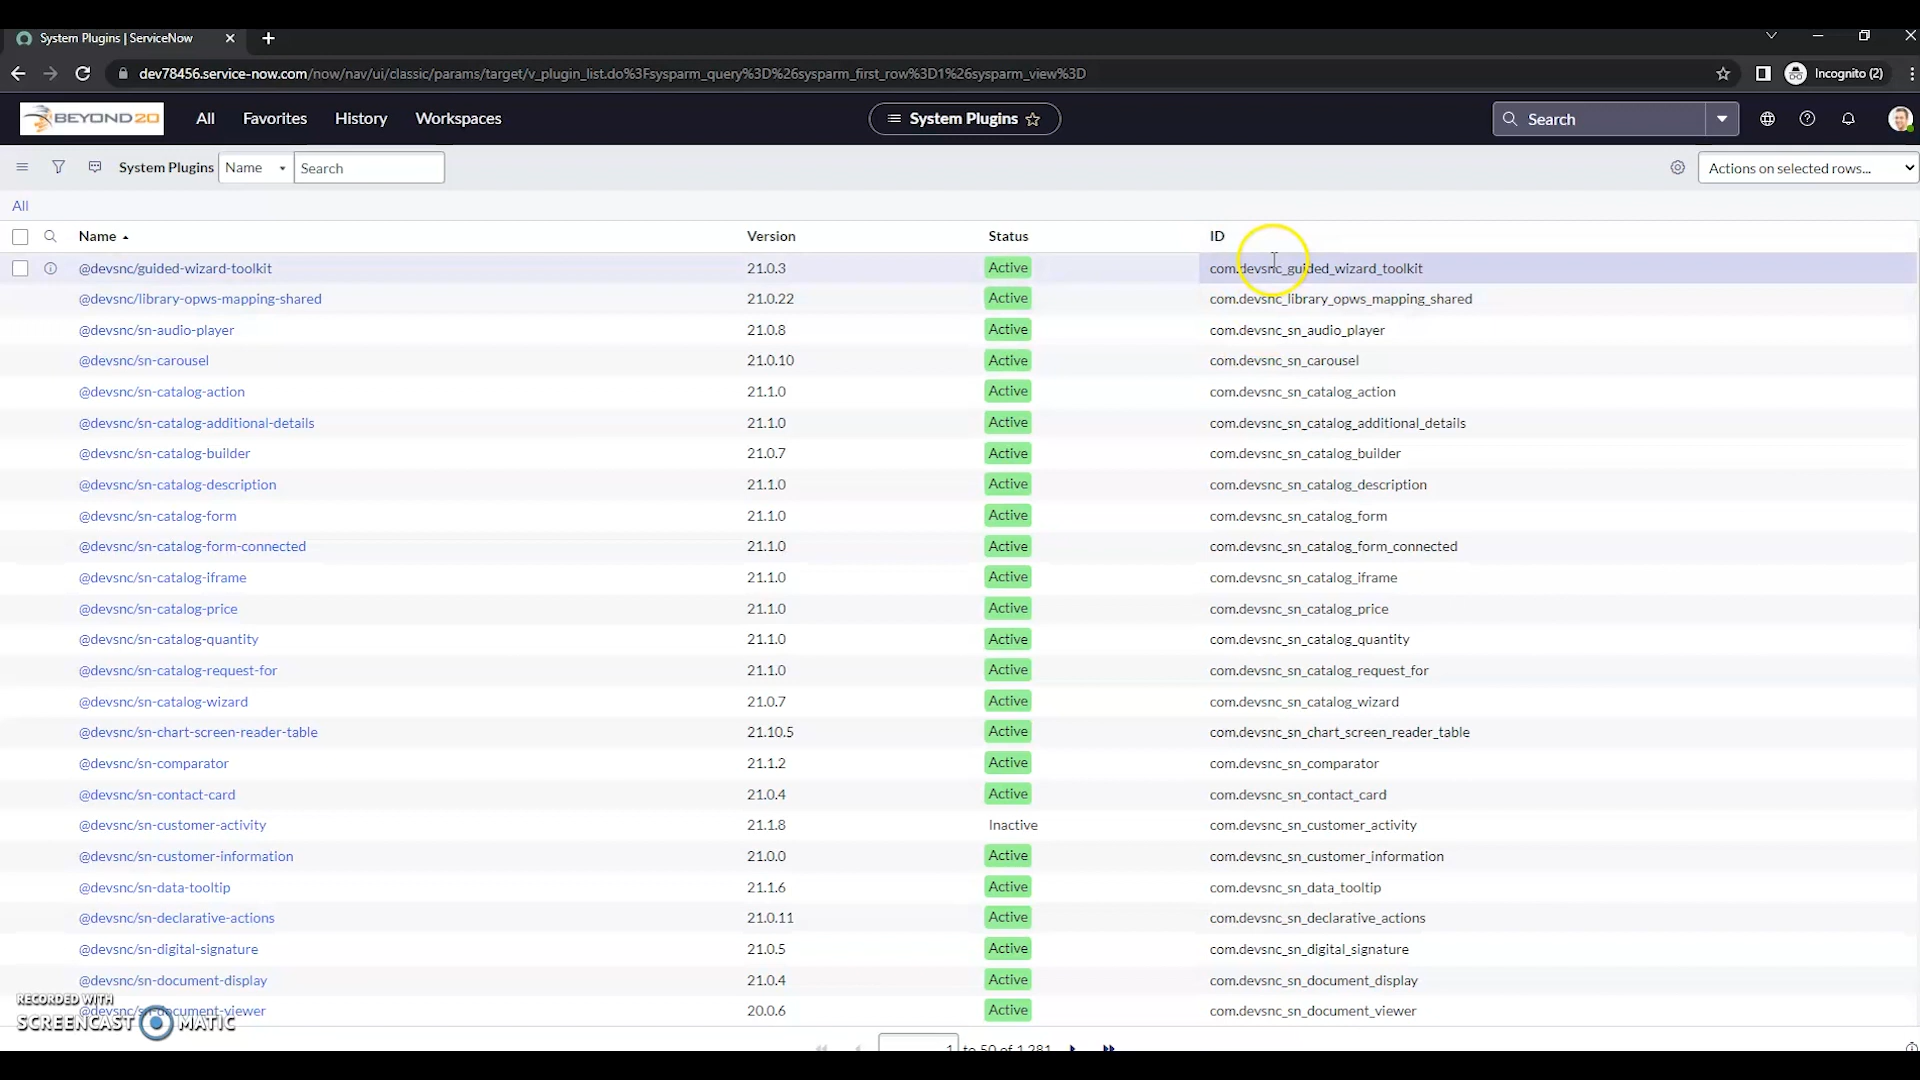 System Plugins | ServiceNow
dev78456.service-now.com/now/nav/ui/classic/params/target/v_plugin_list.do%3Fsysparm_query%3D%26sysparm_first_row%3D1%26sysparm_view%3D
Incognito (2)
BEYOND20 All Favorites History Workspaces System Plugins Search
System Plugins Name Search Actions on selected rows...
All
Name Version Status ID
@devsnc/guided-wizard-toolkit 21.0.3 Active com.devsnc_guided_wizard_toolkit
@devsnc/library-opws-mapping-shared 21.0.22 Active com.devsnc_library_opws_mapping_shared
@devsnc/sn-audio-player 21.0.8 Active com.devsnc_sn_audio_player
@devsnc/sn-carousel 21.0.10 Active com.devsnc_sn_carousel
@devsnc/sn-catalog-action 21.1.0 Active com.devsnc_sn_catalog_action
@devsnc/sn-catalog-additional-details 21.1.0 Active com.devsnc_sn_catalog_additional_details
@devsnc/sn-catalog-builder 21.0.7 Active com.devsnc_sn_catalog_builder
@devsnc/sn-catalog-description 21.1.0 Active com.devsnc_sn_catalog_description
@devsnc/sn-catalog-form 21.1.0 Active com.devsnc_sn_catalog_form
@devsnc/sn-catalog-form-connected 21.1.0 Active com.devsnc_sn_catalog_form_connected
@devsnc/sn-catalog-iframe 21.1.0 Active com.devsnc_sn_catalog_iframe
@devsnc/sn-catalog-price 21.1.0 Active com.devsnc_sn_catalog_price
@devsnc/sn-catalog-quantity 21.1.0 Active com.devsnc_sn_catalog_quantity
@devsnc/sn-catalog-request-for 21.1.0 Active com.devsnc_sn_catalog_request_for
@devsnc/sn-catalog-wizard 21.0.7 Active com.devsnc_sn_catalog_wizard
@devsnc/sn-chart-screen-reader-table 21.10.5 Active com.devsnc_sn_chart_screen_reader_table
@devsnc/sn-comparator 21.1.2 Active com.devsnc_sn_comparator
@devsnc/sn-contact-card 21.0.4 Active com.devsnc_sn_contact_card
@devsnc/sn-customer-activity 21.1.8 Inactive com.devsnc_sn_customer_activity
@devsnc/sn-customer-information 21.0.0 Active com.devsnc_sn_customer_information
@devsnc/sn-data-tooltip 21.1.6 Active com.devsnc_sn_data_tooltip
@devsnc/sn-declarative-actions 21.0.11 Active com.devsnc_sn_declarative_actions
@devsnc/sn-digital-signature 21.0.5 Active com.devsnc_sn_digital_signature
@devsnc/sn-document-display 21.0.4 Active com.devsnc_sn_document_display
@devsnc/sn-document-viewer 20.0.6 Active com.devsnc_sn_document_viewer
RECORDED WITH
SCREENCAST MATIC
1 to 50 of 1,281